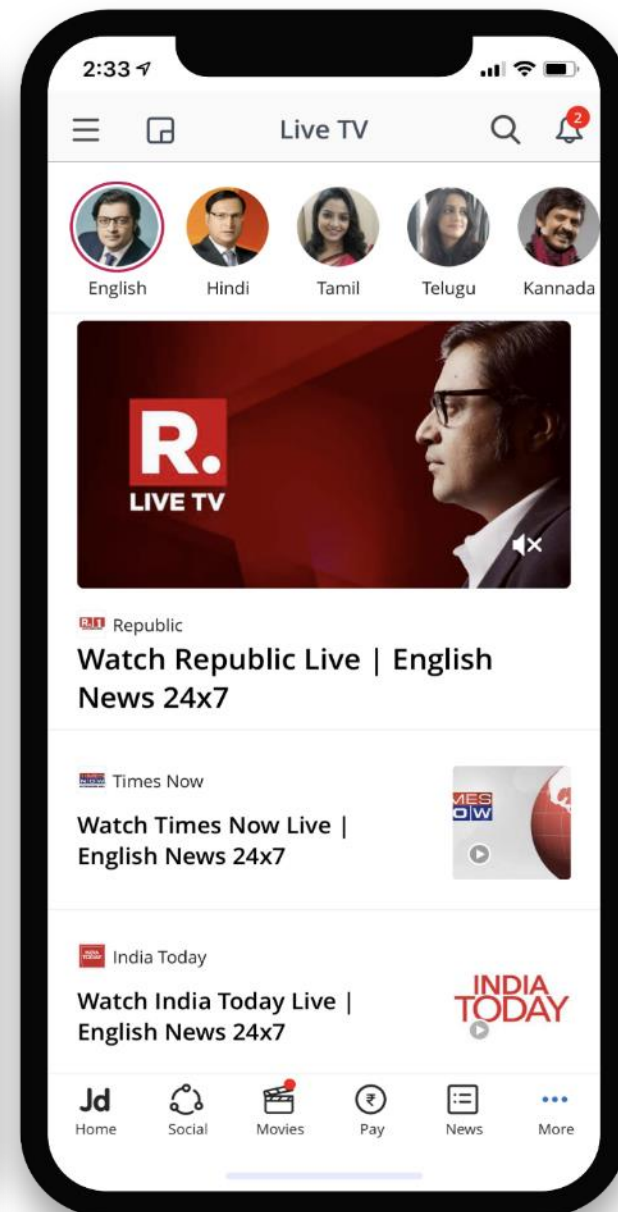 2:33
Live TV
2
English
Hindi
Tamil
Telugu
Kannada
R.
LIVE TV
Republic
Watch Republic Live | English
News 24x7
Times Now
Watch Times Now Live |
English News 24x7
India Today
Watch India Today Live |
English News 24x7
INDIA
TODAY
Jd
Home
Social
Movies
₹
Pay
News
More